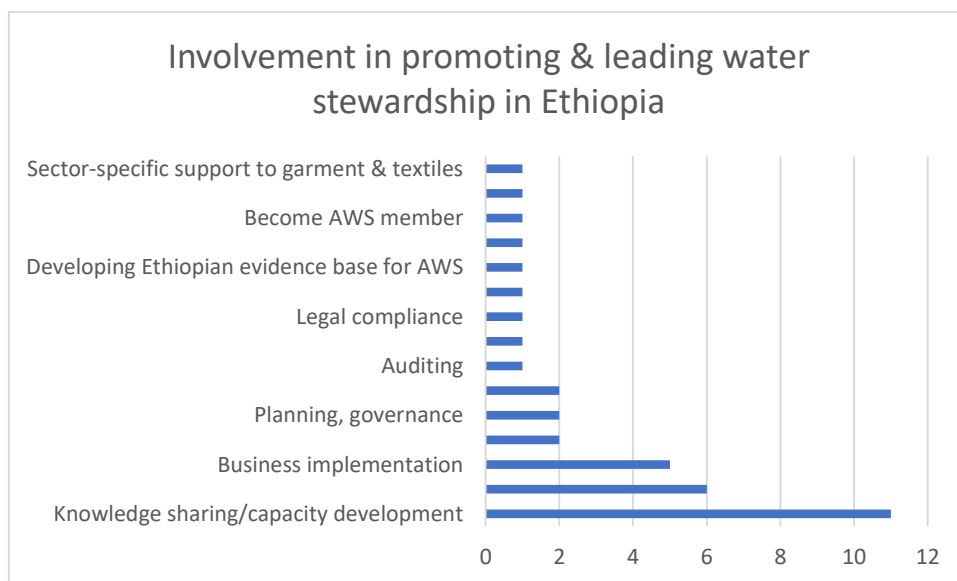 Involvement in promoting & leading water
stewardship in Ethiopia
Sector-specific support to garment & textiles
Become AWS member
Developing Ethiopian evidence base for AWS
Legal compliance
Auditing
Planning, governance
Business implementation
Knowledge sharing/capacity development
0 2 4 6 8 10 12